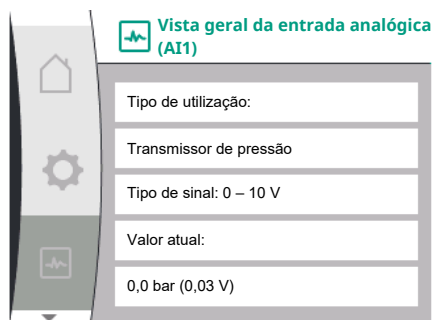 Vista geral da entrada analógica
(AI1)
Tipo de utilização:
Transmissor de pressão
Tipo de sinal: 0 – 10 V
Valor atual:
0,0 bar (0,03 V)